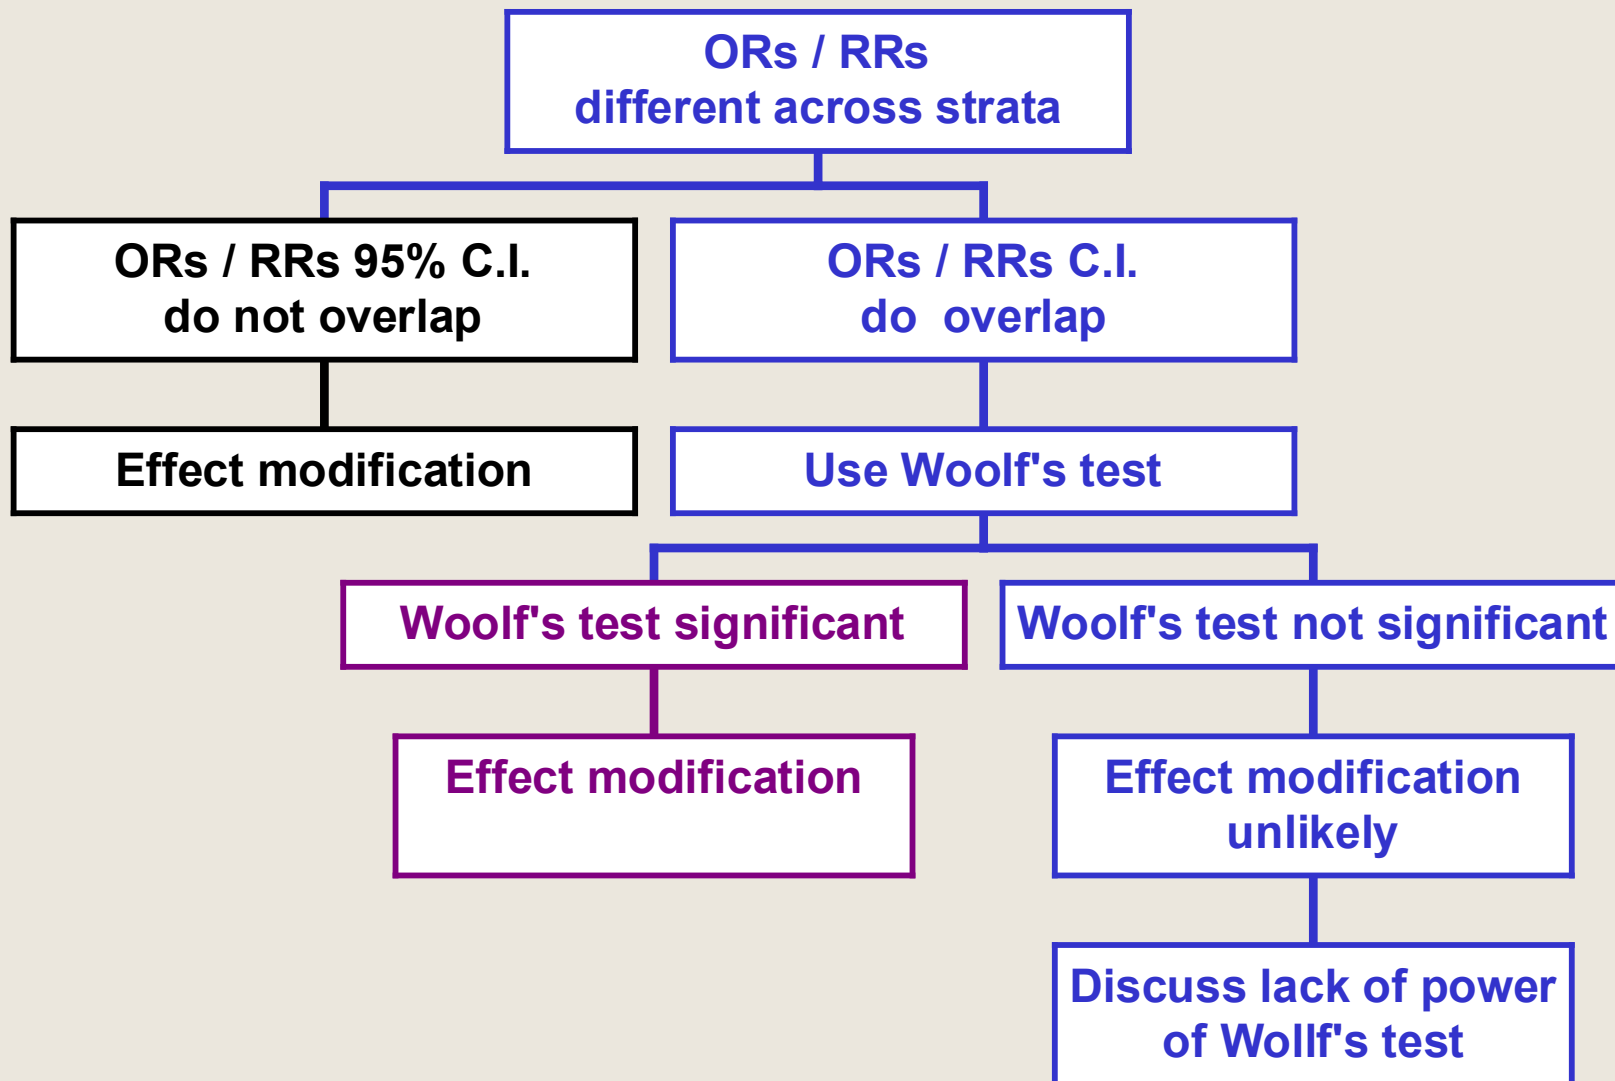 ORs / RRs
different across strata
ORs / RRs 95% C.I.
do not overlap
ORs / RRs C.I.
do  overlap
Effect modification
Use Woolf's test
Woolf's test significant
Woolf's test not significant
Effect modification
Effect modification
unlikely
Discuss lack of power
of Wollf's test